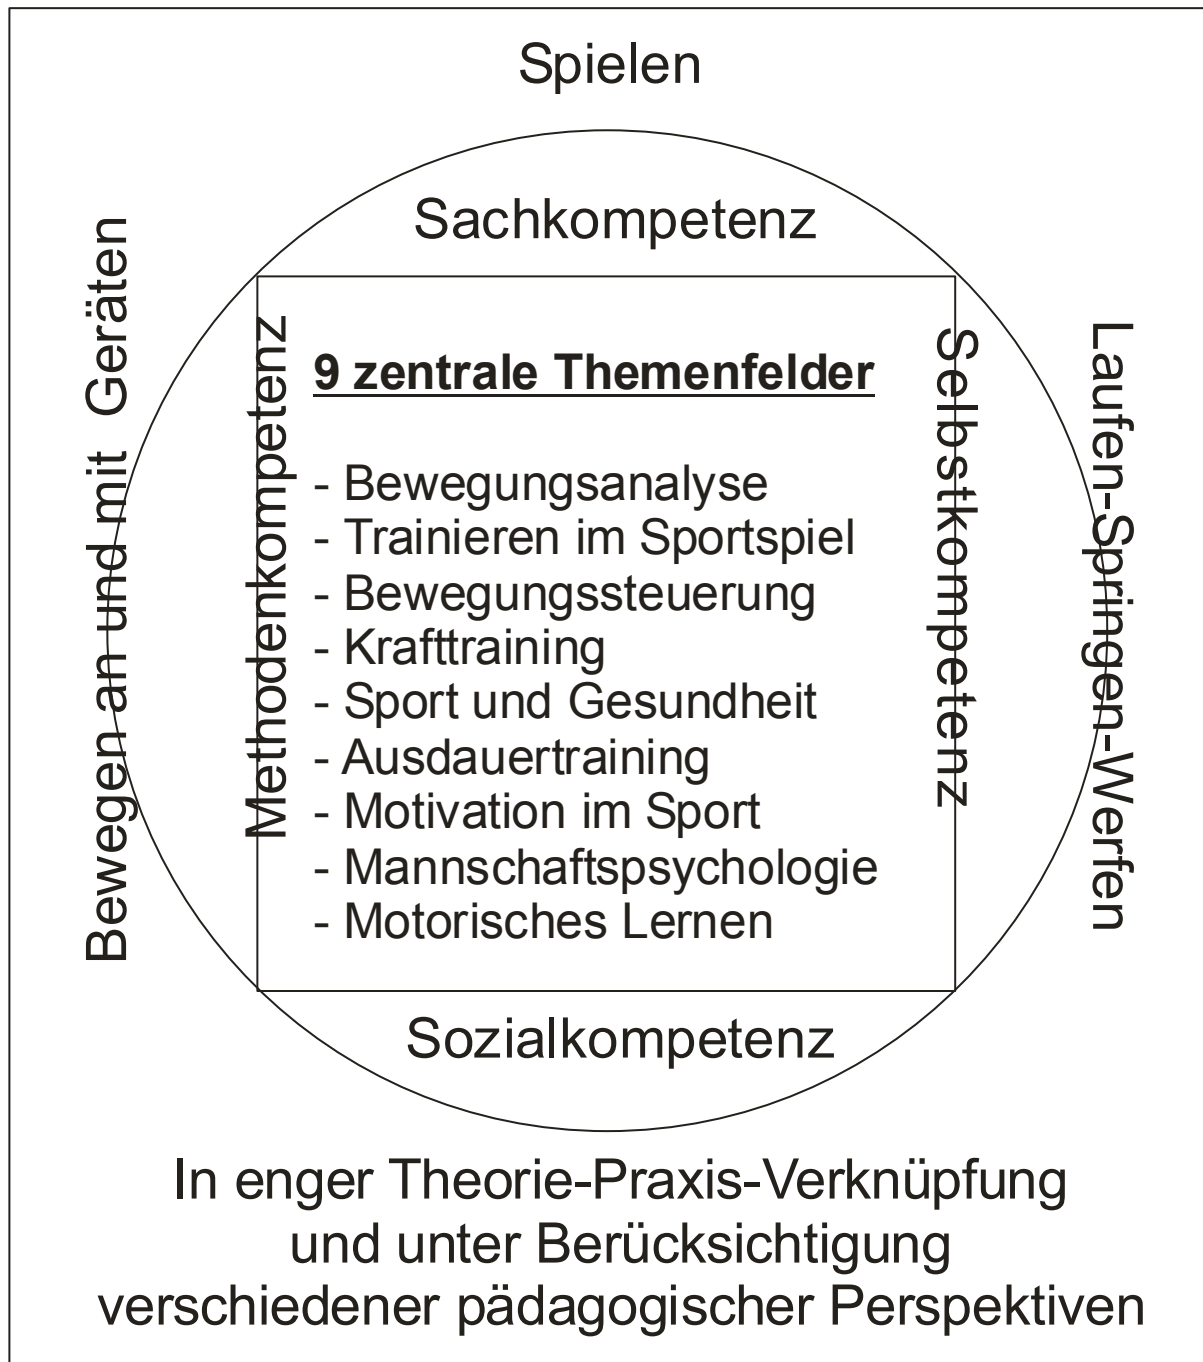 Spielen
Sachkompetenz
Bewegen an und mit Geräten
Methodenkompetenz
9 zentrale Themenfelder
- Bewegungsanalyse
- Trainieren im Sportspiel
- Bewegungssteuerung
- Krafttraining
- Sport und Gesundheit
- Ausdauertraining
- Motivation im Sport
- Mannschaftspsychologie
- Motorisches Lernen
Selbstkompetenz
Laufen-Springen-Werfen
Sozialkompetenz
In enger Theorie-Praxis-Verknüpfung
und unter Berücksichtigung
verschiedener pädagogischer Perspektiven